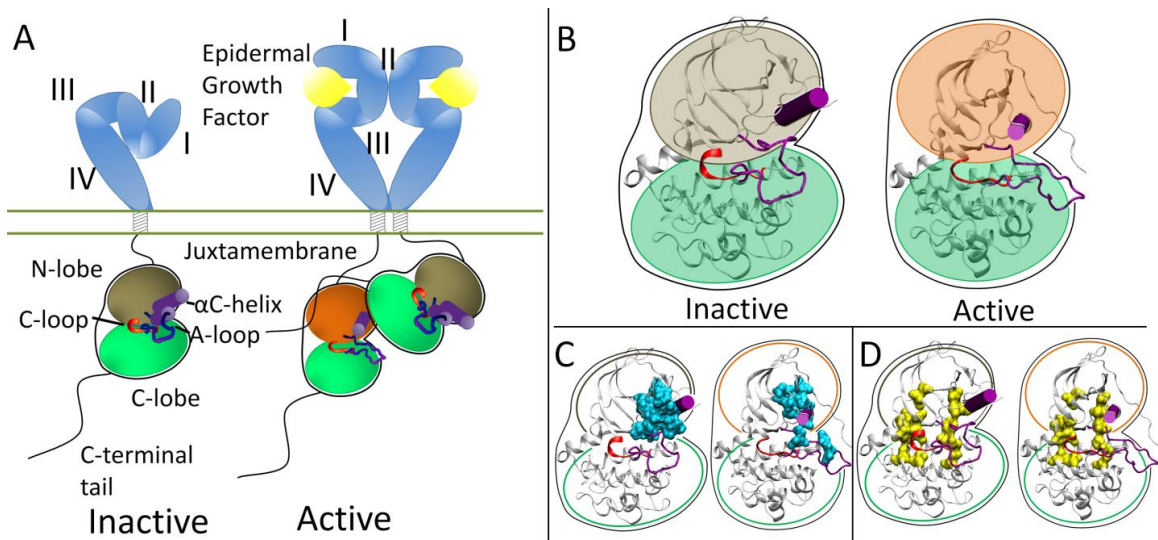 A
III
II
I
IV
Epidermal
Growth
Factor
I
II
III
IV
Juxtamembrane
N-lobe
αC-helix
C-loop
A-loop
C-lobe
C-terminal
tail
Inactive
Active
B
Inactive
Active
C
D